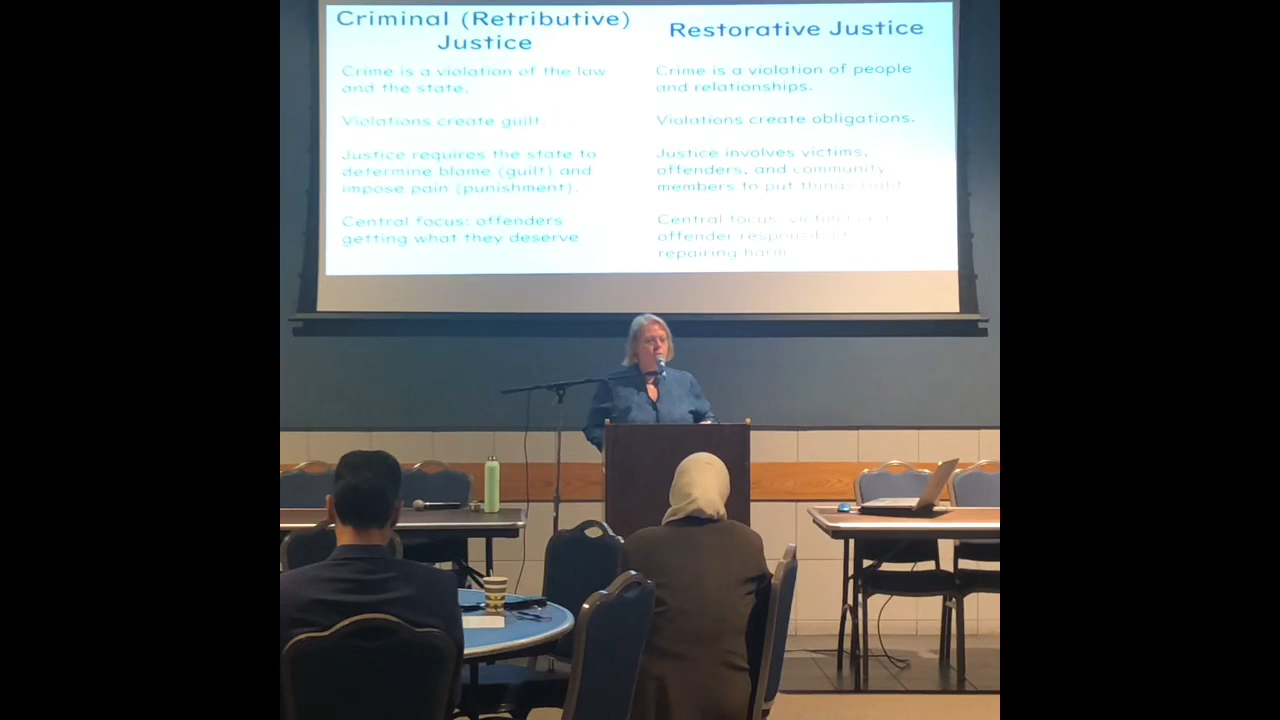 Criminal (Retributive)
Justice
Crime is a violation of the law
and the state.
Violations create guilt.
Justice requires the state to
determine blame (guilt) and
impose pain (punishment).
Central focus: offenders
getting what they deserve
Restorative Justice
Crime is a violation of people
and relationships.
Violations create obligations.
Justice involves victims,
offenders, and community
members to put things right
Central focus:
offender
repairing harm